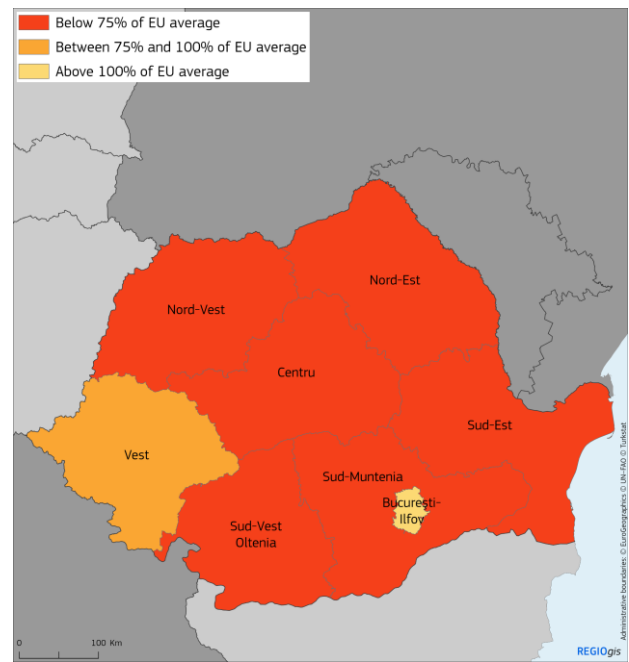 Below 75% of EU average
Between 75% and 100% of EU average
Above 100% of EU average
Nord-Est
Nord-Vest
Centru
Sud-Est
Vest
Sud-Muntenia
București-
Ilfov
Sud-Vest
Oltenia
0
100 Km
REGIOgis
Administrative boundaries: © EuroGeographics © UN-FAO © Turkstat